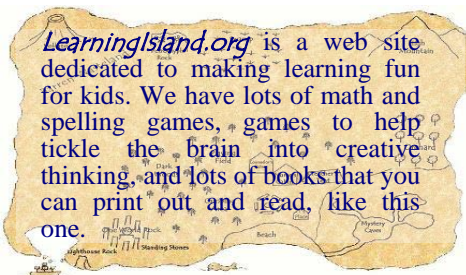 LearningIsland.org is a web site
dedicated to making learning fun
for kids. We have lots of math and
spelling games, games to help
tickle the brain into creative
thinking, and lots of books that you
can print out and read, like this
one.
Dark
Field
Beach
Mystery
Caves
Standing Stones
Lighthouse Rock